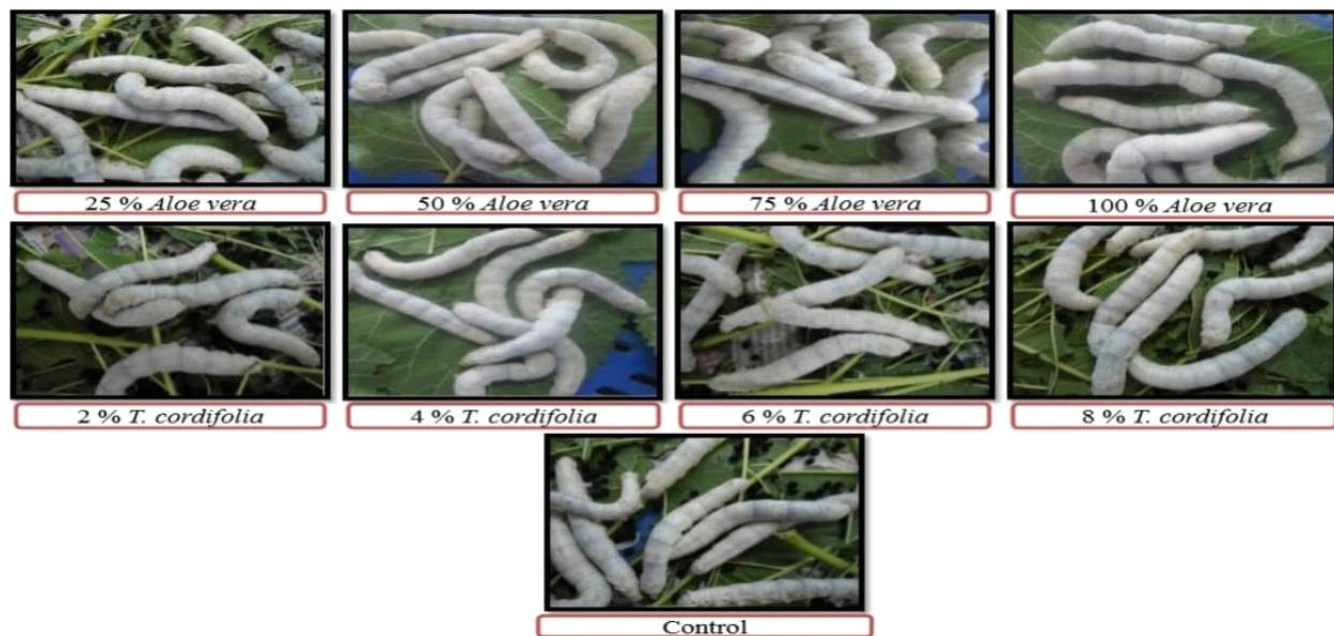 25 % Aloe vera
50 % Aloe vera
75 % Aloe vera
100 % Aloe vera
2 % T. cordifolia
4 % T. cordifolia
6 % T. cordifolia
8 % T. cordifolia
Control